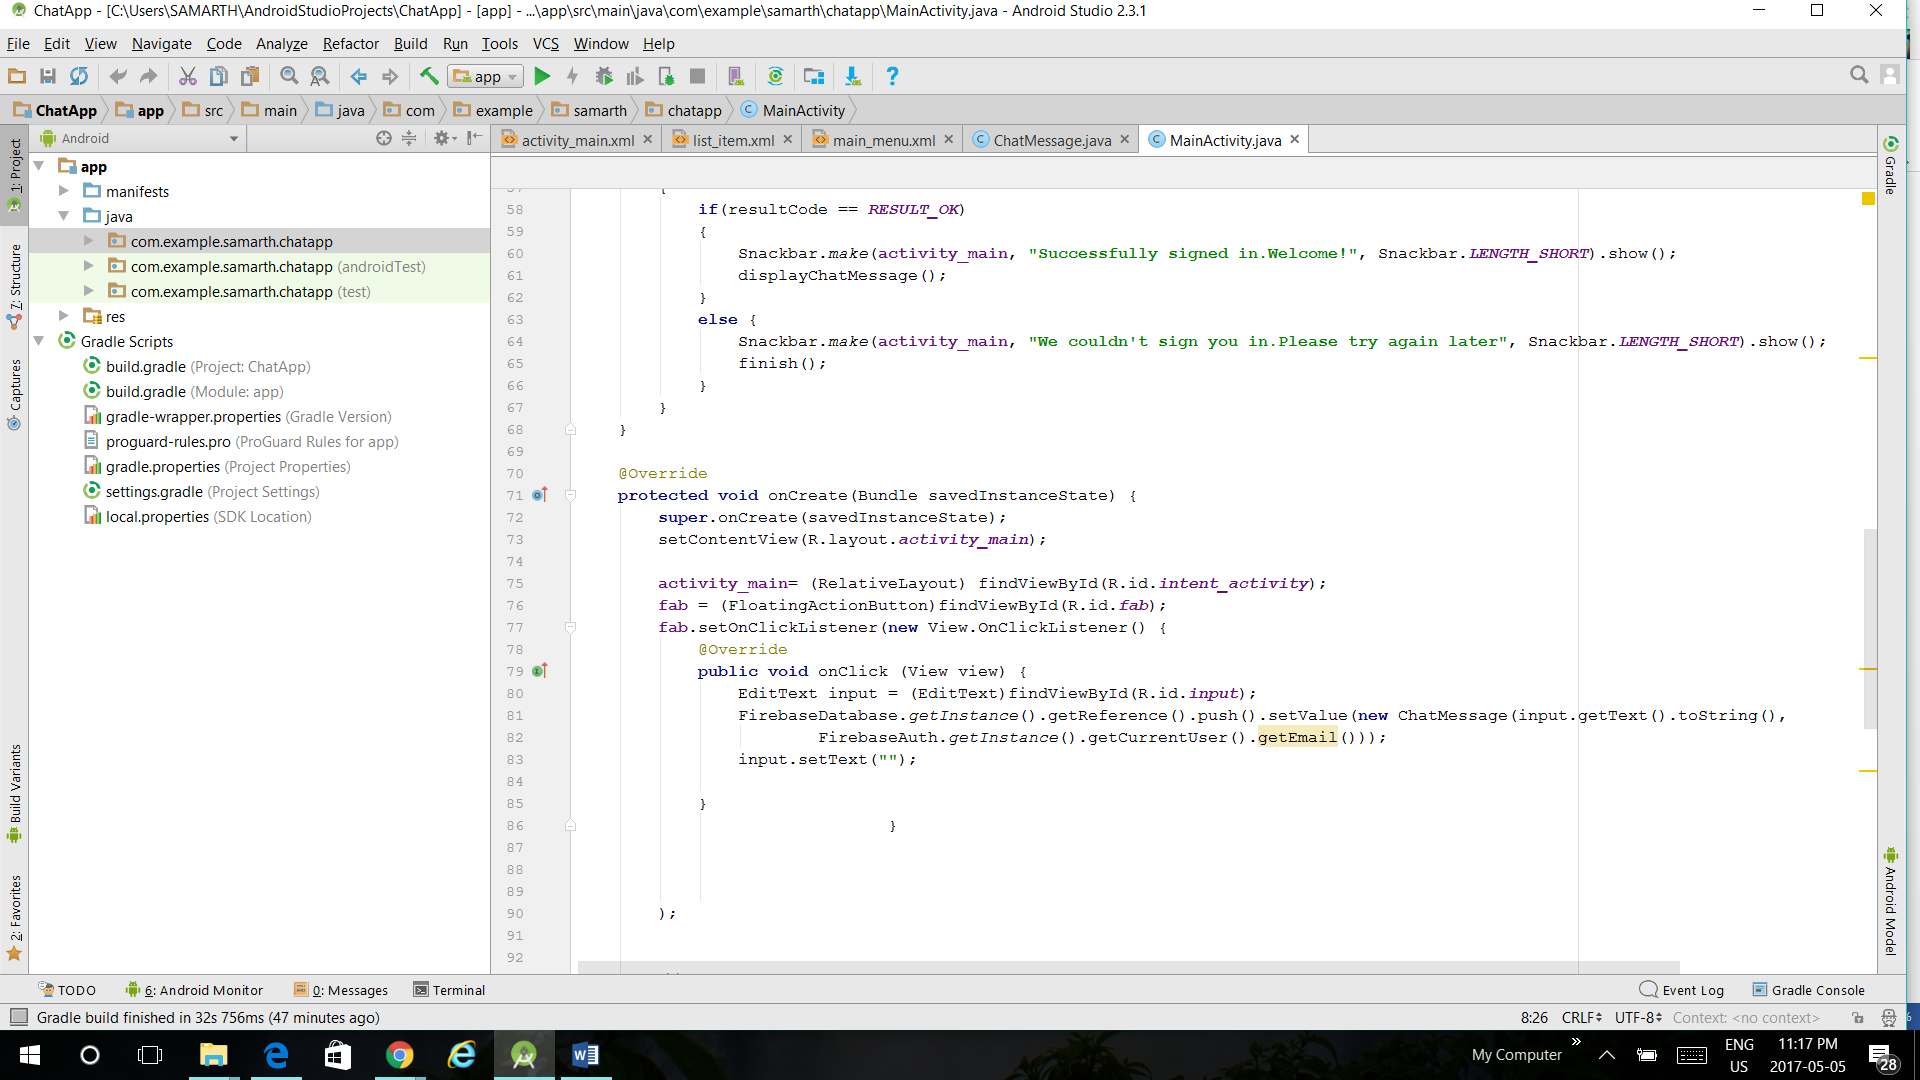 ChatApp - [C:\Users\SAMARTH\AndroidStudioProjects\ChatApp] - [app] - ...\app\src\main\java\com\example\samarth\chatapp\MainActivity.java - Android Studio 2.3.1
File Edit View Navigate Code Analyze Refactor Build Run Tools VCS Window Help
app
ChatApp app src main java com example samarth chatapp MainActivity
Android
activity_main.xml list_item.xml main_menu.xml ChatMessage.java MainActivity.java
1: Project
7: Structure
Captures
Build Variants
2: Favorites
app
manifests
java
com.example.samarth.chatapp
com.example.samarth.chatapp (androidTest)
com.example.samarth.chatapp (test)
res
Gradle Scripts
build.gradle (Project: ChatApp)
build.gradle (Module: app)
gradle-wrapper.properties (Gradle Version)
proguard-rules.pro (ProGuard Rules for app)
gradle.properties (Project Properties)
settings.gradle (Project Settings)
local.properties (SDK Location)
57 {
58 if(resultCode == RESULT_OK)
59 {
60 Snackbar.make(activity_main, "Successfully signed in.Welcome!", Snackbar.LENGTH_SHORT).show();
61 displayChatMessage();
62 }
63 else {
64 Snackbar.make(activity_main, "We couldn't sign you in.Please try again later", Snackbar.LENGTH_SHORT).show();
65 finish();
66 }
67 }
68 }
69
70 @Override
71 protected void onCreate(Bundle savedInstanceState) {
72 super.onCreate(savedInstanceState);
73 setContentView(R.layout.activity_main);
74
75 activity_main= (RelativeLayout) findViewById(R.id.intent_activity);
76 fab = (FloatingActionButton)findViewById(R.id.fab);
77 fab.setOnClickListener(new View.OnClickListener() {
78 @Override
79 public void onClick (View view) {
80 EditText input = (EditText)findViewById(R.id.input);
81 FirebaseDatabase.getInstance().getReference().push().setValue(new ChatMessage(input.getText().toString(),
82 FirebaseAuth.getInstance().getCurrentUser().getEmail()));
83 input.setText("");
84
85 }
86 }
87
88
89
90 );
91
92
Gradle
Android Model
TODO 6: Android Monitor 0: Messages Terminal Event Log Gradle Console
Gradle build finished in 32s 756ms (47 minutes ago) 8:26 CRLF UTF-8 Context: <no context>
My Computer
ENG
US
11:17 PM
2017-05-05
28